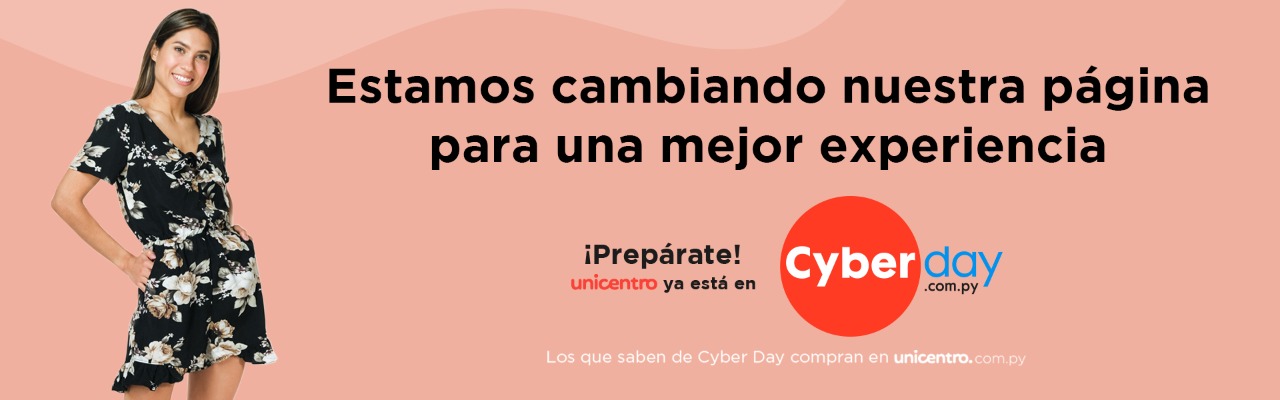 Estamos cambiando nuestra página
para una mejor experiencia
¡Prepárate!
unicentro ya está en
Cyberday
.com.py
Los que saben de Cyber Day compran en unicentro.com.py